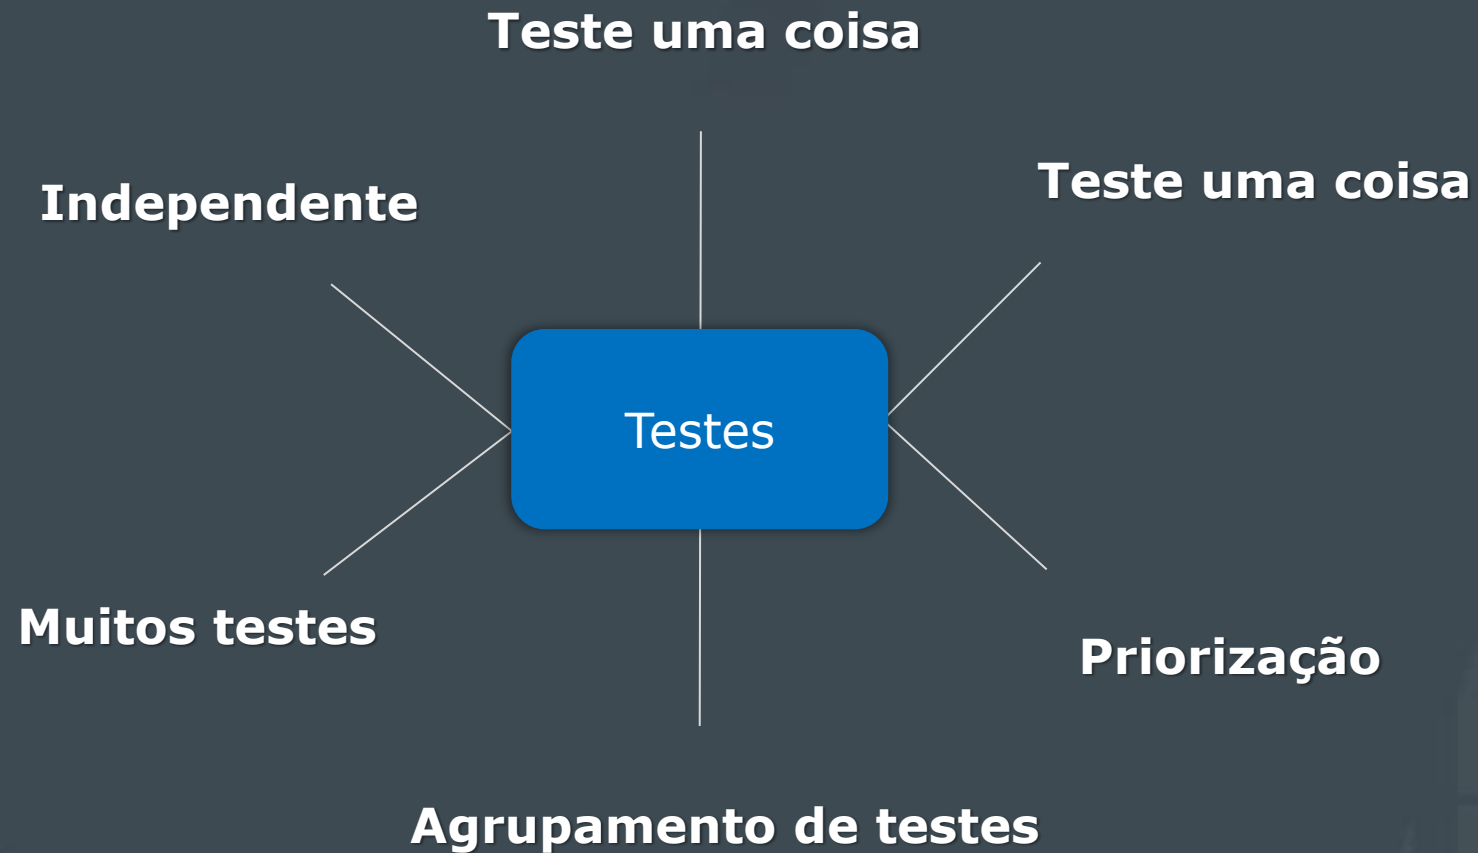 Teste uma coisa
Teste uma coisa
Independente
Testes
Muitos testes
Priorização
Agrupamento de testes